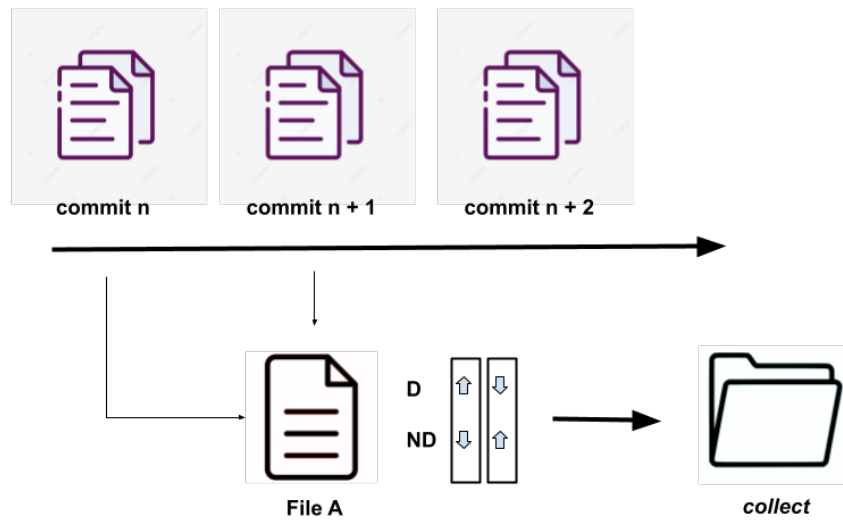 commit n
commit n + 1
commit n + 2
D
ND
File A
collect